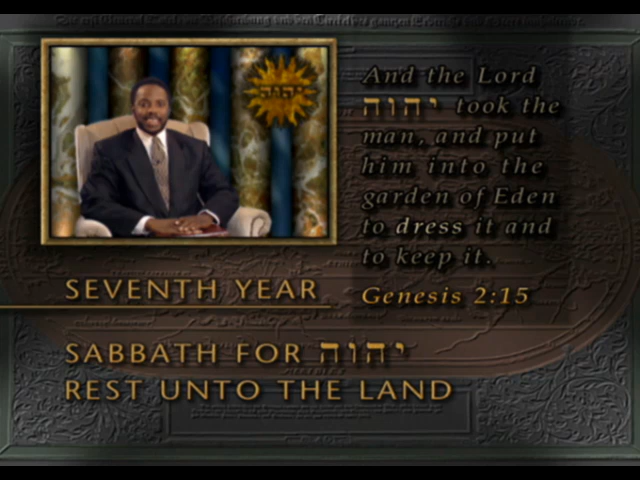 And the Lord
יהוה took the
man, and put
him into the
garden of Eden
to dress it and
to keep it.
Genesis 2:15
יהוה
SEVENTH YEAR
SABBATH FOR יהוה
REST UNTO THE LAND